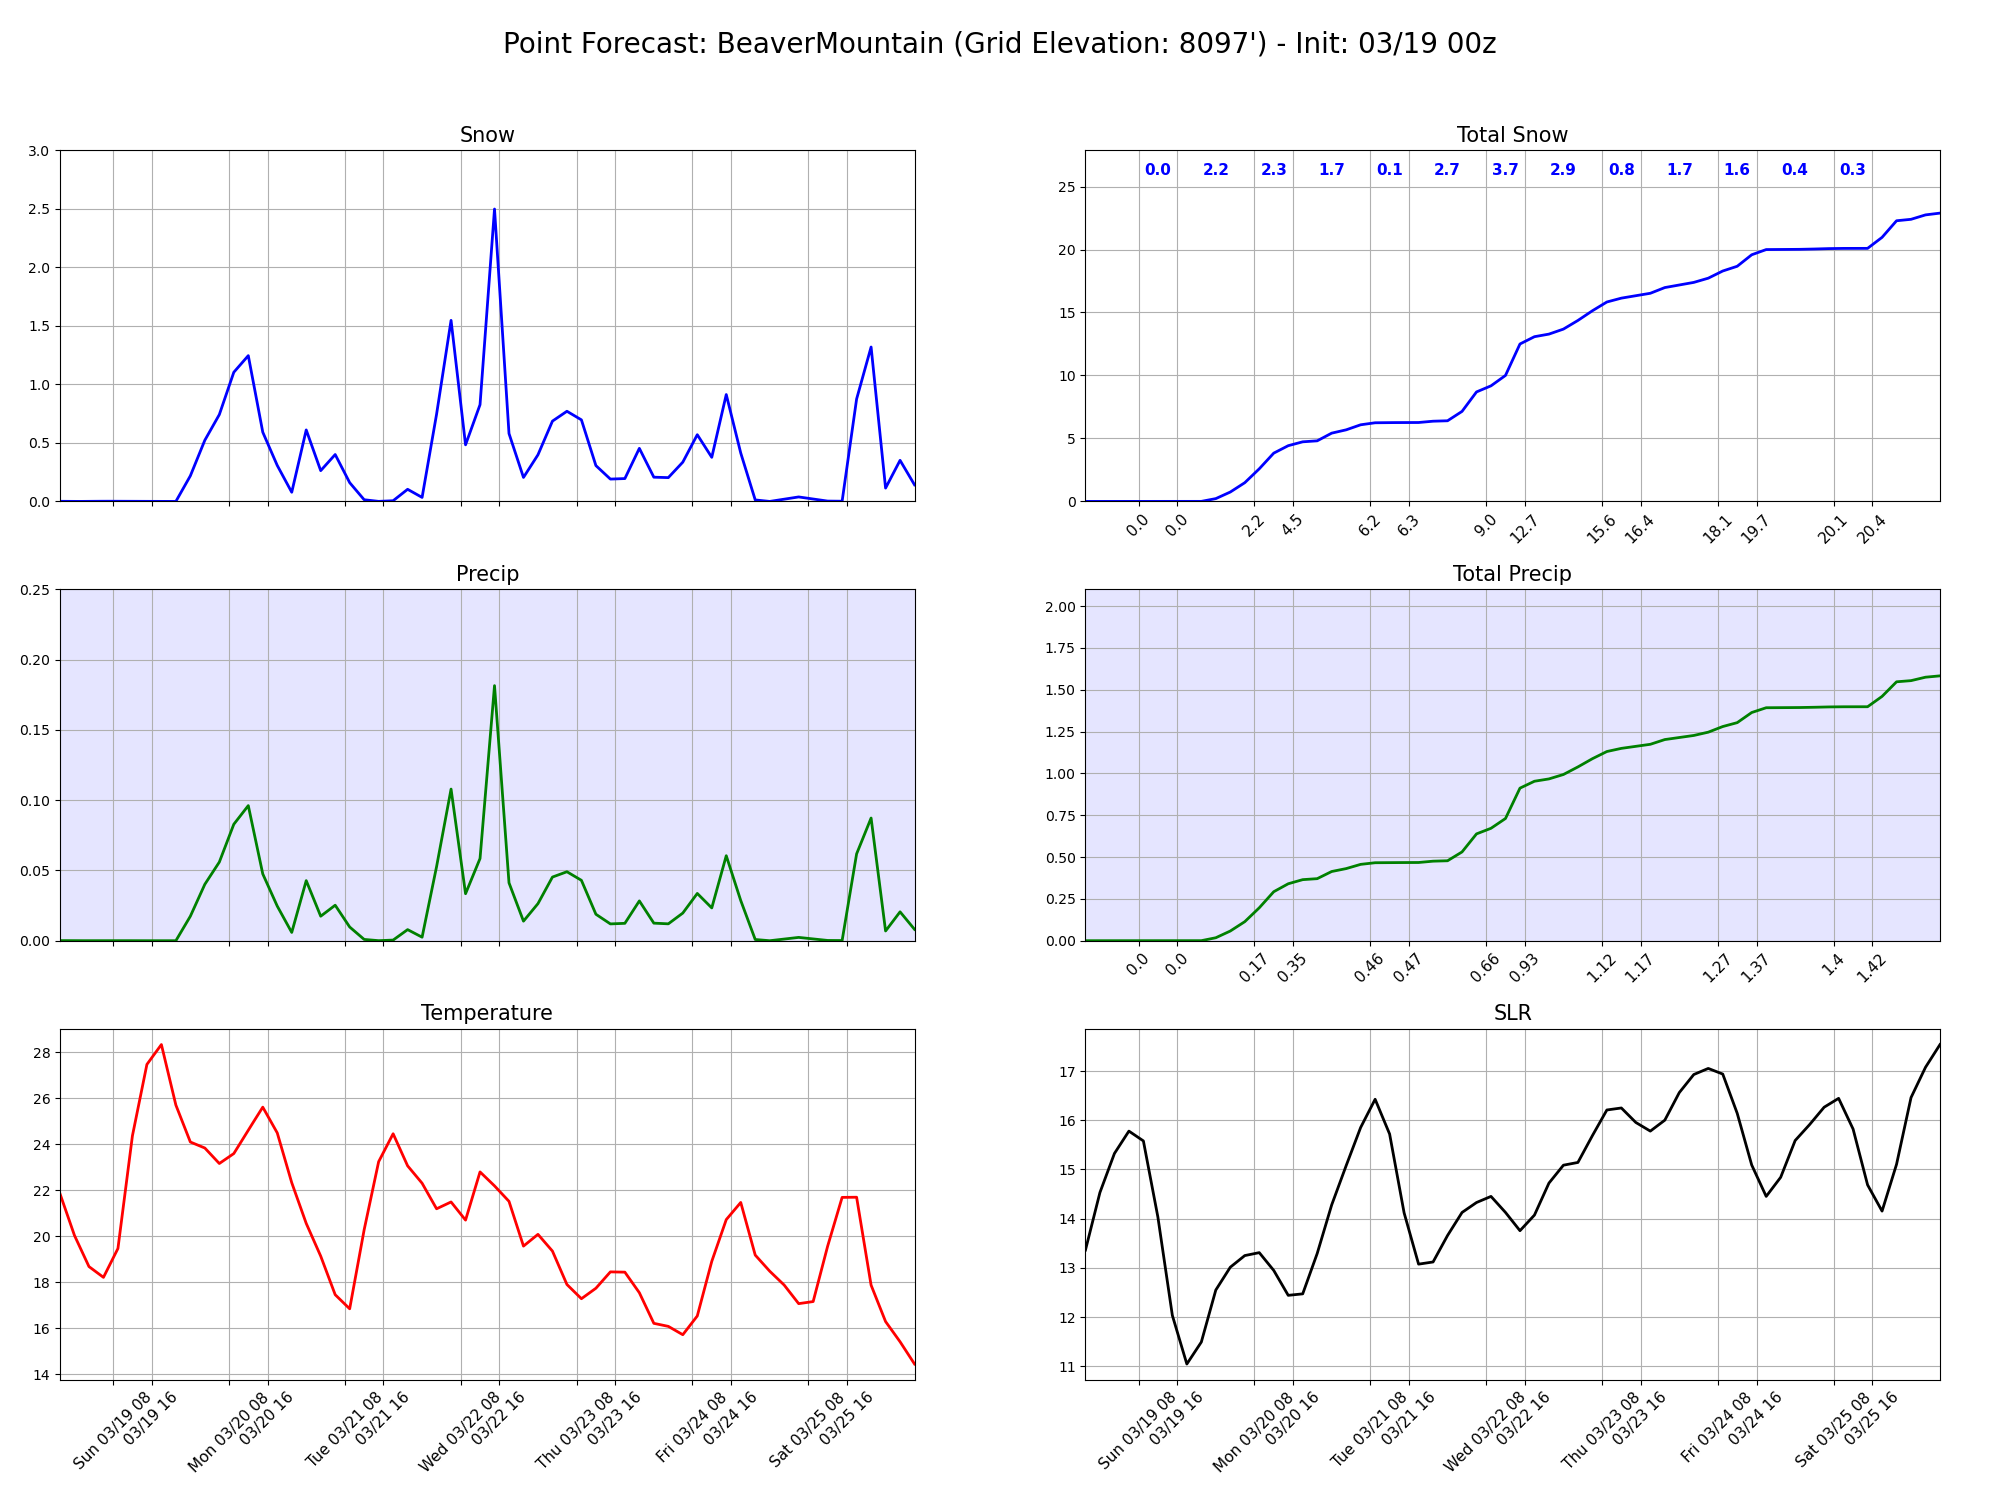 Point Forecast: BeaverMountain (Grid Elevation: 8097') - Init: 03/19 00z
Snow
3.0
2.5
2.0
1.5
1.0
0.5
0.0
Total Snow
0.0 2.2 2.3 1.7 0.1 2.7 3.7 2.9 0.8 1.7 1.6 0.4 0.3
25
20
15
10
5
0
0.0 0.0 2.2 4.5 6.2 6.3 9.0 12.7 15.6 16.4 18.1 19.7 20.1 20.4
Precip
0.25
0.20
0.15
0.10
0.05
0.00
Total Precip
2.00
1.75
1.50
1.25
1.00
0.75
0.50
0.25
0.00
0.0 0.0 0.17 0.35 0.46 0.47 0.66 0.93 1.12 1.17 1.27 1.37 1.4 1.42
Temperature
28
26
24
22
20
18
16
14
Sun 03/19 08
03/19 16
Mon 03/20 08
03/20 16
Tue 03/21 08
03/21 16
Wed 03/22 08
03/22 16
Thu 03/23 08
03/23 16
Fri 03/24 08
03/24 16
Sat 03/25 08
03/25 16
SLR
17
16
15
14
13
12
11
Sun 03/19 08
03/19 16
Mon 03/20 08
03/20 16
Tue 03/21 08
03/21 16
Wed 03/22 08
03/22 16
Thu 03/23 08
03/23 16
Fri 03/24 08
03/24 16
Sat 03/25 08
03/25 16